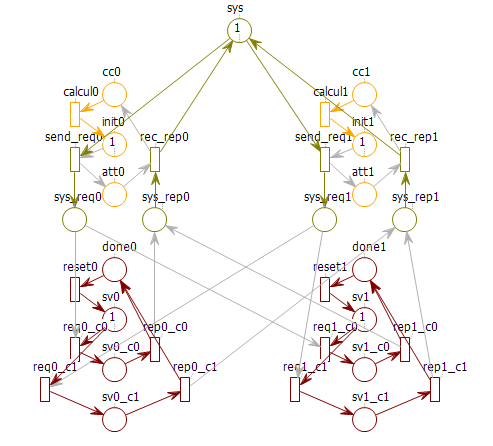 sys
1
cc0 cc1
calcul0 calcul1
init0 init1
1 1
send_req0 rec_rep0 send_req1 rec_rep1
att0 att1
sys_req0 sys_rep0 sys_req1 sys_rep1
done0 done1
reset0 reset1
sv0 sv1
1 1
req0_c0 rep0_c0 req1_c0 rep1_c0
sv0_c0 sv1_c0
req0_c1 rep0_c1 req1_c1 rep1_c1
sv0_c1 sv1_c1